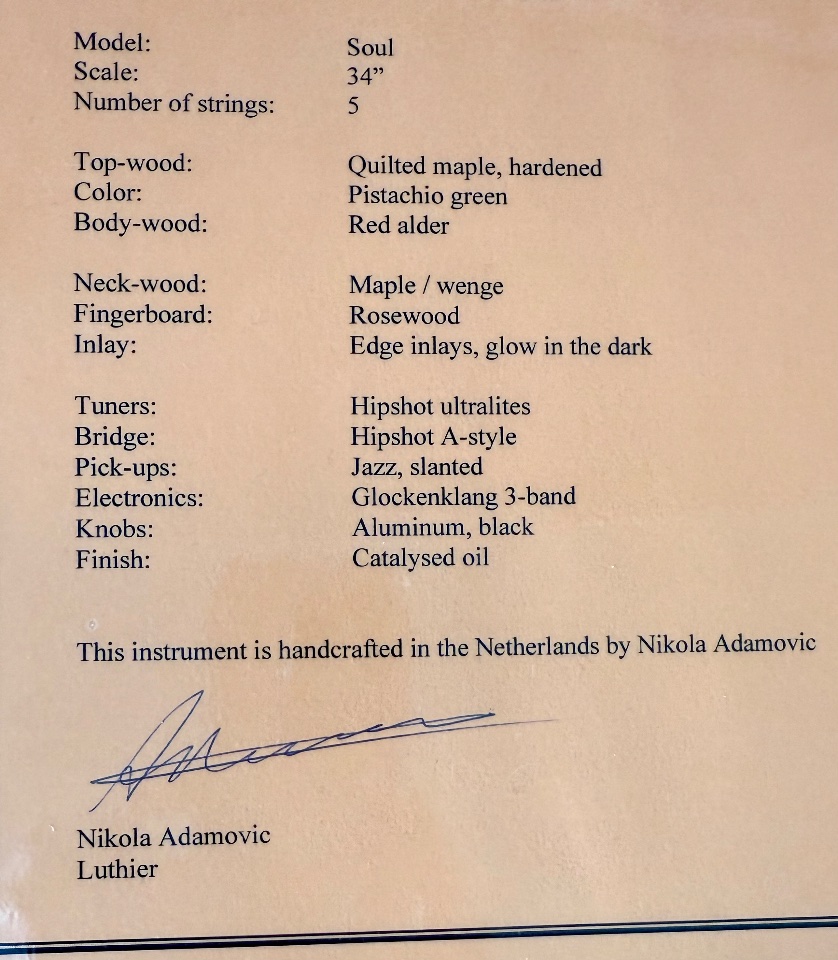 Model: Soul
Scale: 34”
Number of strings: 5
Top-wood: Quilted maple, hardened
Color: Pistachio green
Body-wood: Red alder
Neck-wood: Maple / wenge
Fingerboard: Rosewood
Inlay: Edge inlays, glow in the dark
Tuners: Hipshot ultralites
Bridge: Hipshot A-style
Pick-ups: Jazz, slanted
Electronics: Glockenklang 3-band
Knobs: Aluminum, black
Finish: Catalysed oil
This instrument is handcrafted in the Netherlands by Nikola Adamovic
Nikola Adamovic
Luthier